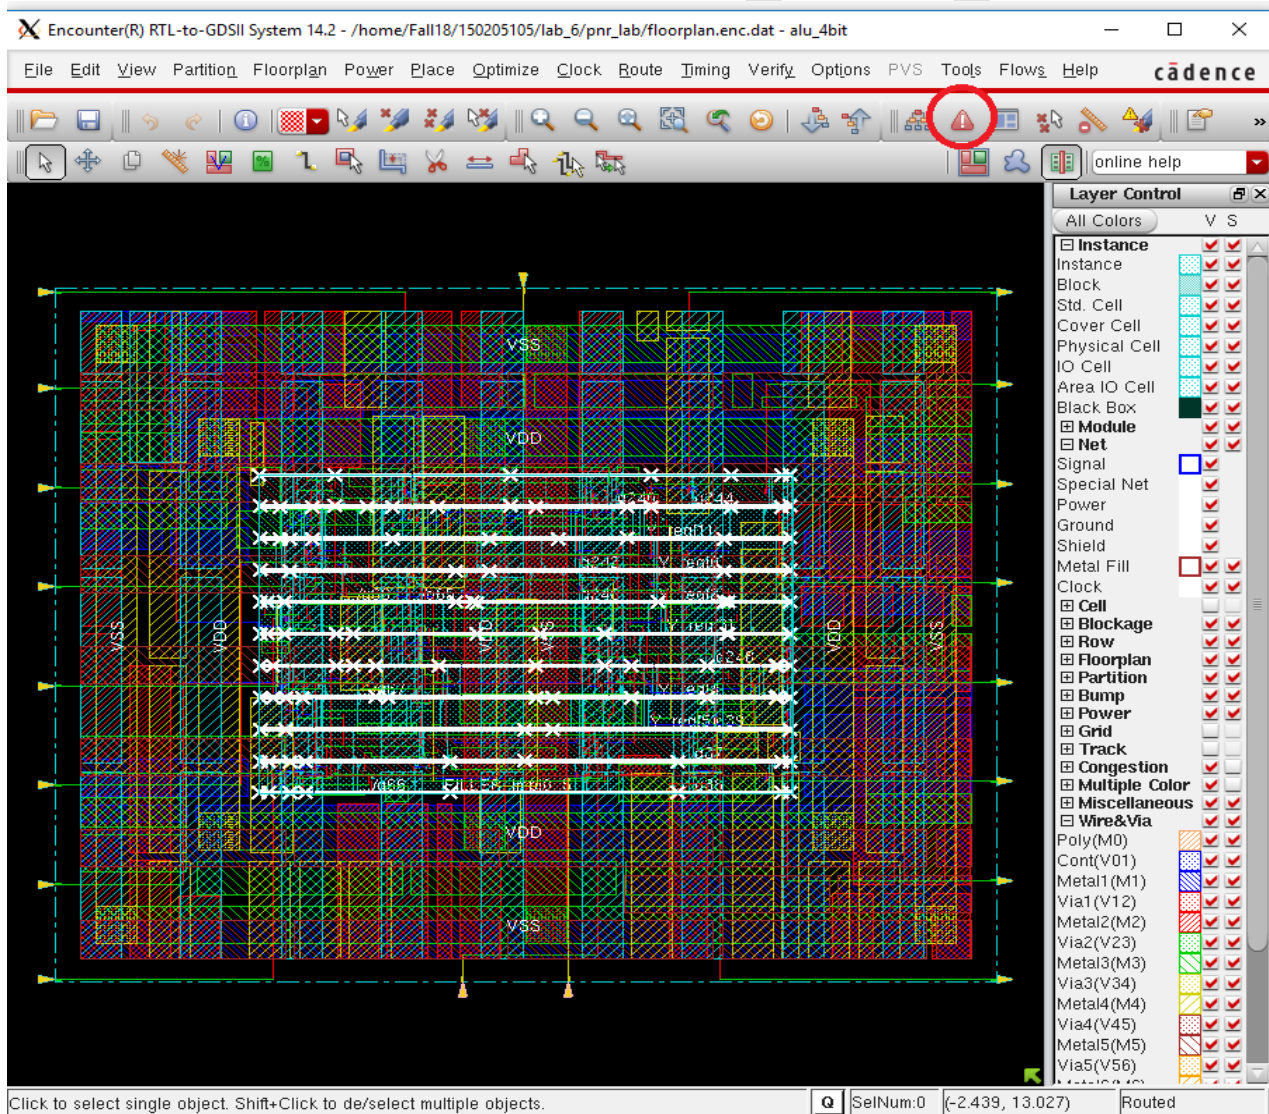 Encounter(R) RTL-to-GDSII System 14.2 - /home/Fall18/150205105/lab_6/pnr_lab/floorplan.enc.dat - alu_4bit
File Edit View Partition Floorplan Power Place Optimize Clock Route Timing Verify Options PVS Tools Flows Help cādence
»
online help
Layer Control
All Colors V S
Instance
Instance
Block
Std. Cell
Cover Cell
Physical Cell
IO Cell
Area IO Cell
Black Box
Module
Net
Signal
Special Net
Power
Ground
Shield
Metal Fill
Clock
Cell
Blockage
Row
Floorplan
Partition
Bump
Power
Grid
Track
Congestion
Multiple Color
Miscellaneous
Wire&Via
Poly(M0)
Cont(V01)
Metal1(M1)
Via1(V12)
Metal2(M2)
Via2(V23)
Metal3(M3)
Via3(V34)
Metal4(M4)
Via4(V45)
Metal5(M5)
Via5(V56)
VSS
VDD
VSS
VDD
VDD
VSS
VDD
VSS
VDD
VSS
Click to select single object. Shift+Click to de/select multiple objects.
Q
SelNum:0
(-2.439, 13.027)
Routed